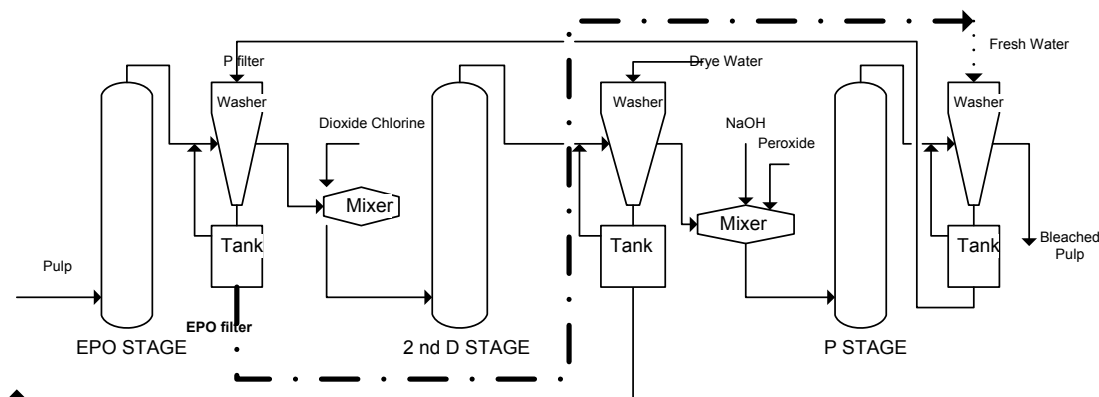 Fresh Water
P filter
Drye Water
Washer
Washer
Washer
Dioxide Chlorine
NaOH
Peroxide
Mixer
Mixer
Tank
Tank
Tank
Bleached
Pulp
Pulp
EPO filter
EPO STAGE
2 nd D STAGE
P STAGE